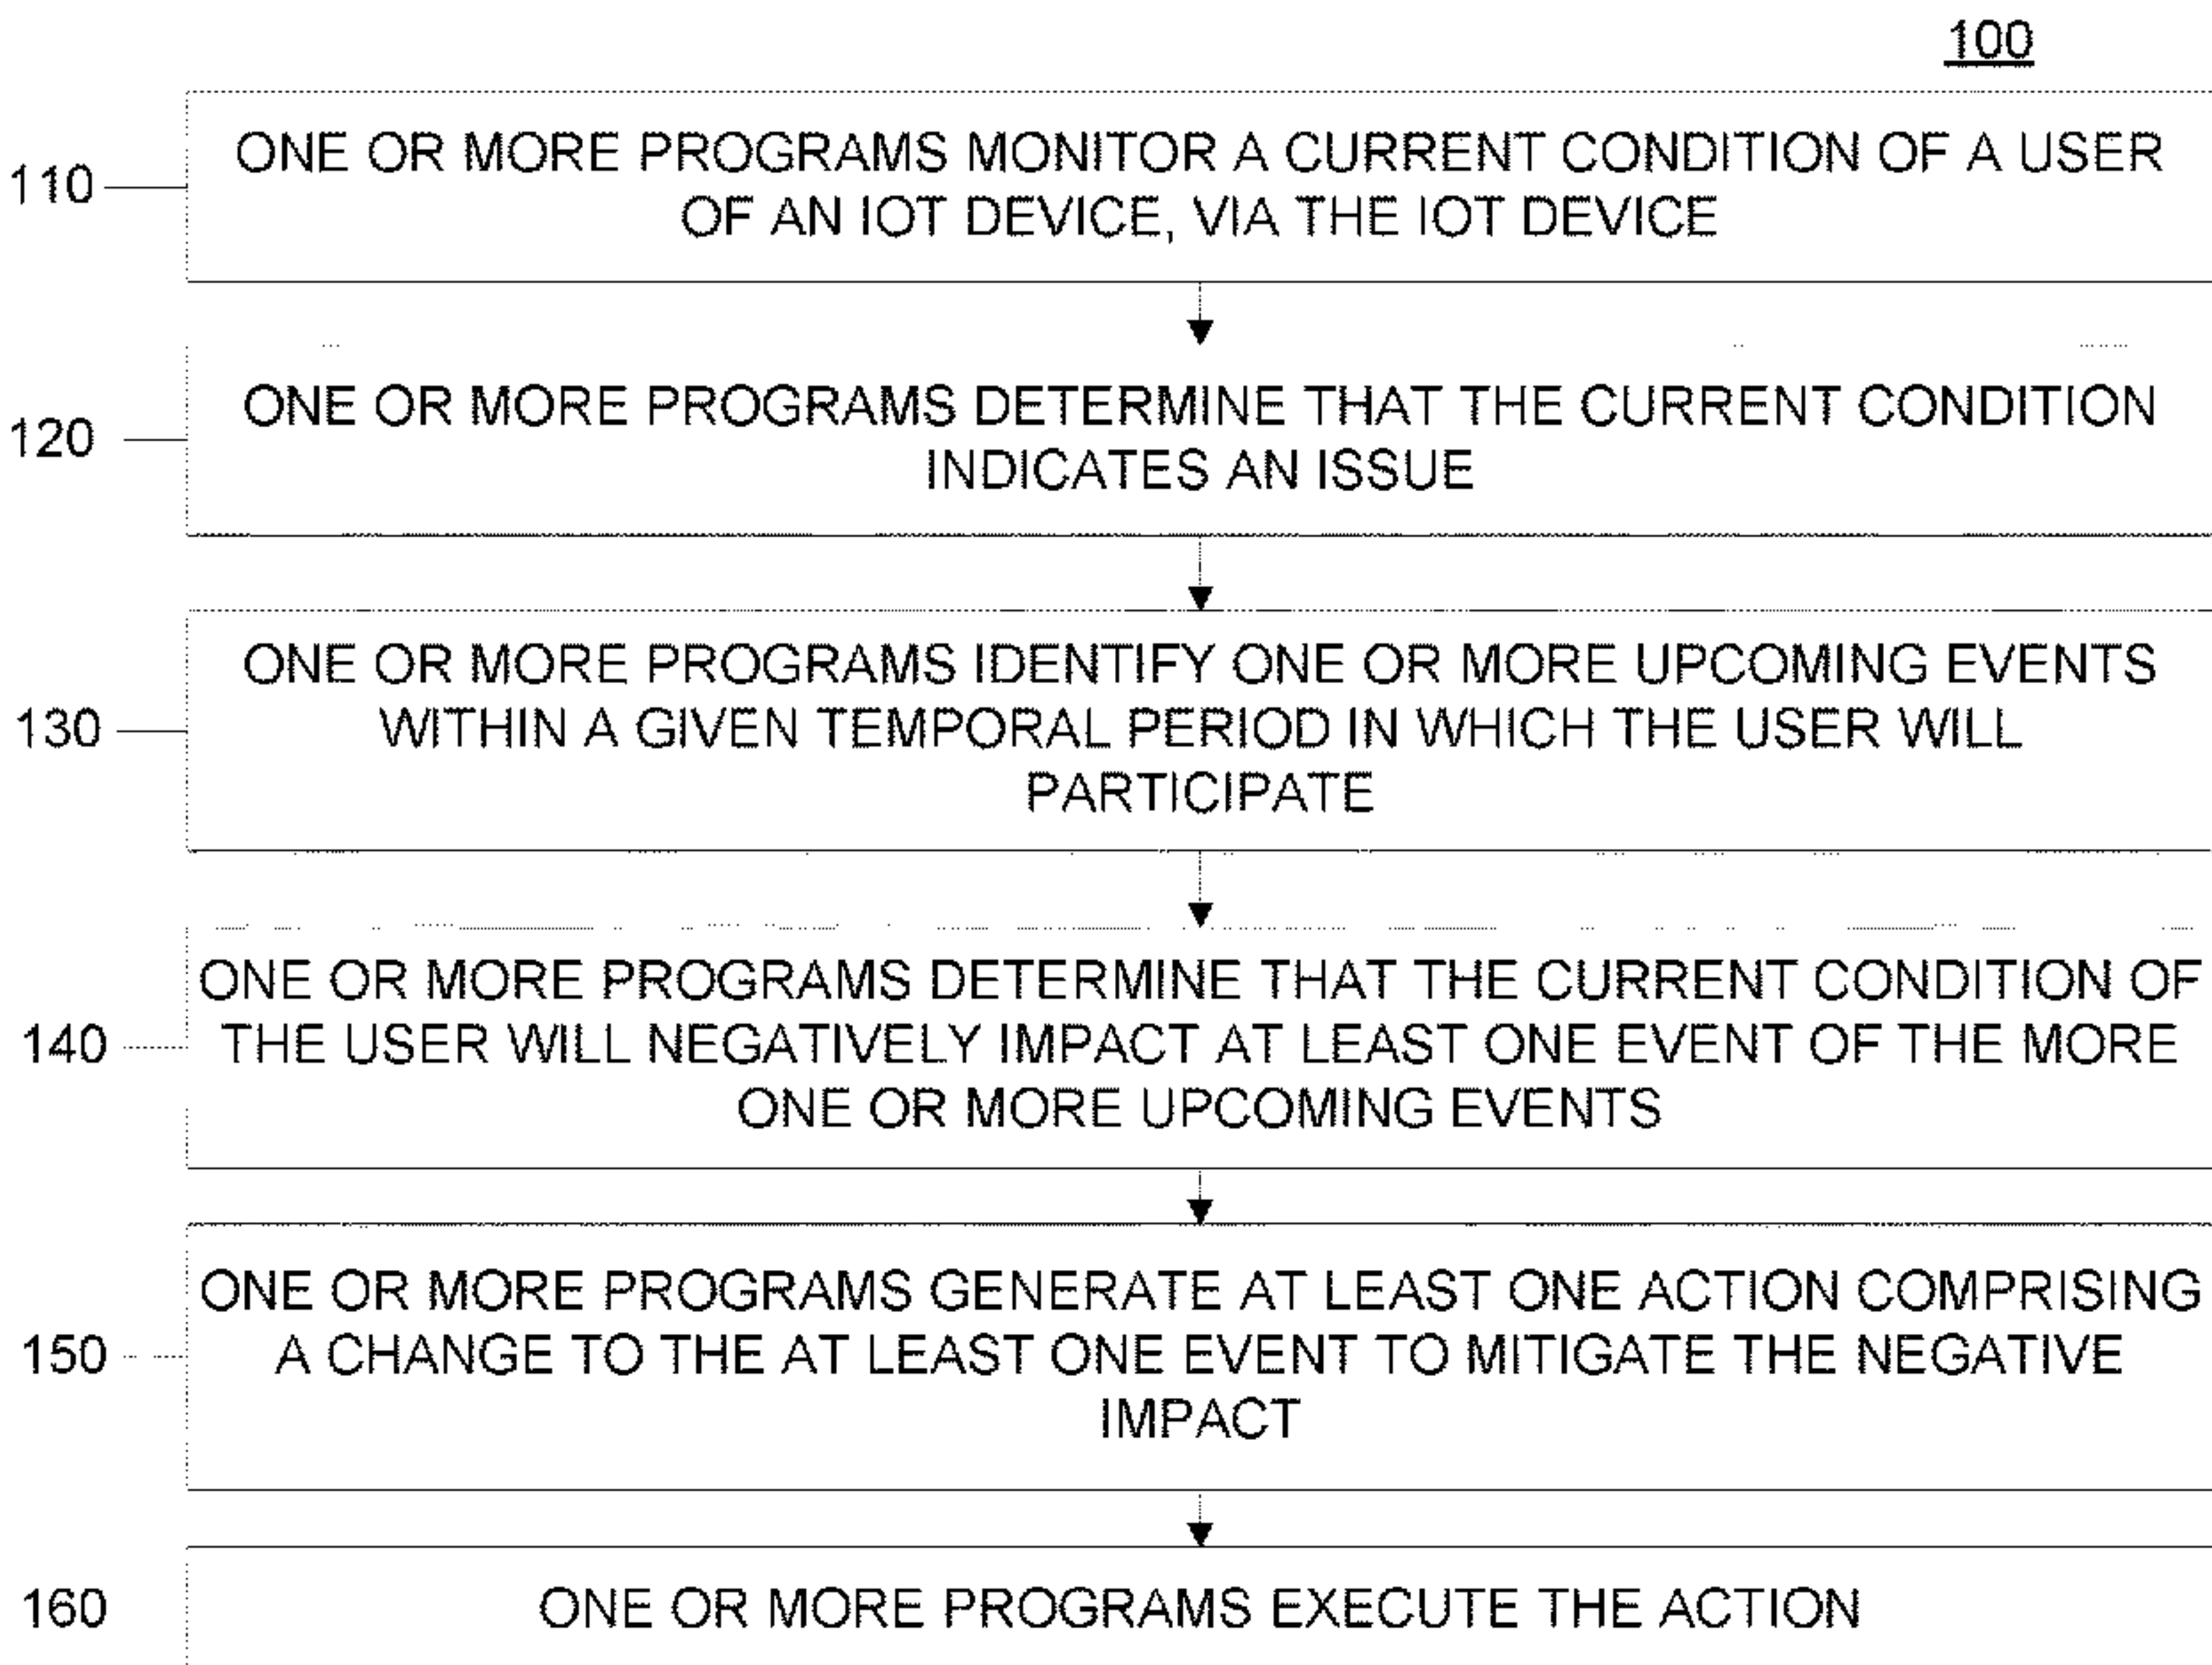 100
110
ONE OR MORE PROGRAMS MONITOR A CURRENT CONDITION OF A USER
OF AN IOT DEVICE, VIA THE IOT DEVICE
120
ONE OR MORE PROGRAMS DETERMINE THAT THE CURRENT CONDITION
INDICATES AN ISSUE
130
ONE OR MORE PROGRAMS IDENTIFY ONE OR MORE UPCOMING EVENTS
WITHIN A GIVEN TEMPORAL PERIOD IN WHICH THE USER WILL
PARTICIPATE
140
ONE OR MORE PROGRAMS DETERMINE THAT THE CURRENT CONDITION OF
THE USER WILL NEGATIVELY IMPACT AT LEAST ONE EVENT OF THE MORE
ONE OR MORE UPCOMING EVENTS
150
ONE OR MORE PROGRAMS GENERATE AT LEAST ONE ACTION COMPRISING
A CHANGE TO THE AT LEAST ONE EVENT TO MITIGATE THE NEGATIVE
IMPACT
160
ONE OR MORE PROGRAMS EXECUTE THE ACTION